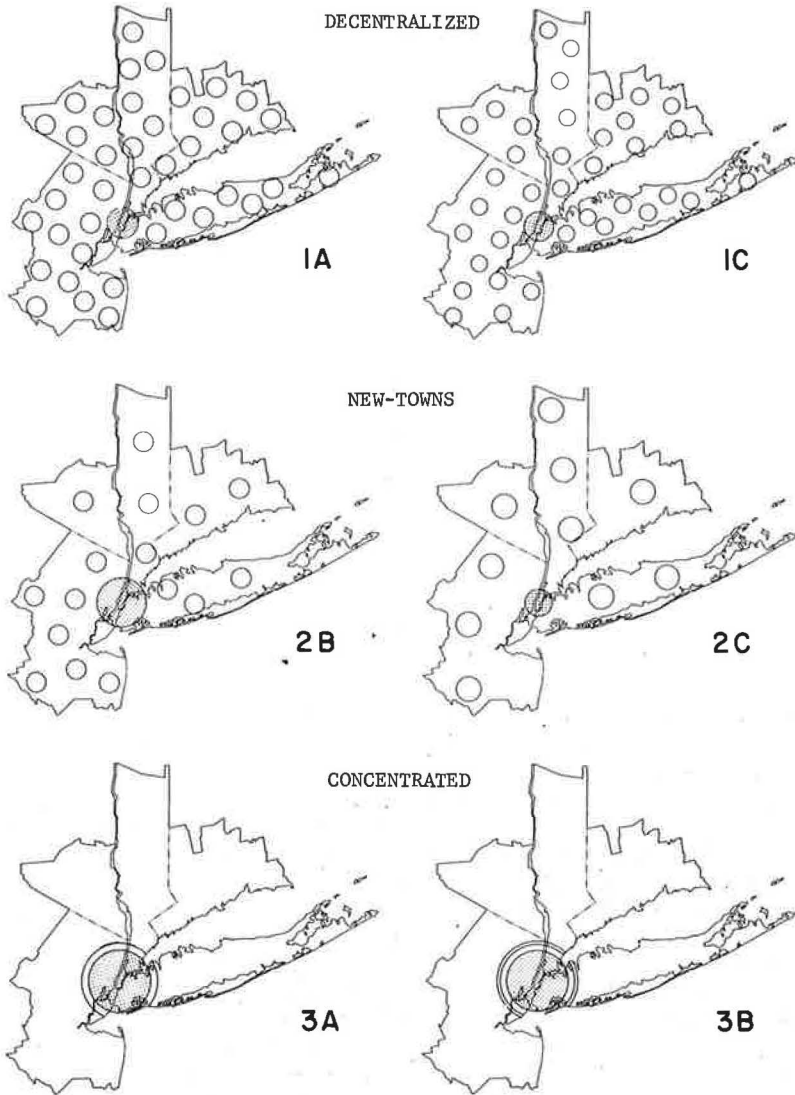 DECENTRALIZED
1A
1C
NEW-TOWNS
2B
2C
CONCENTRATED
3A
3B